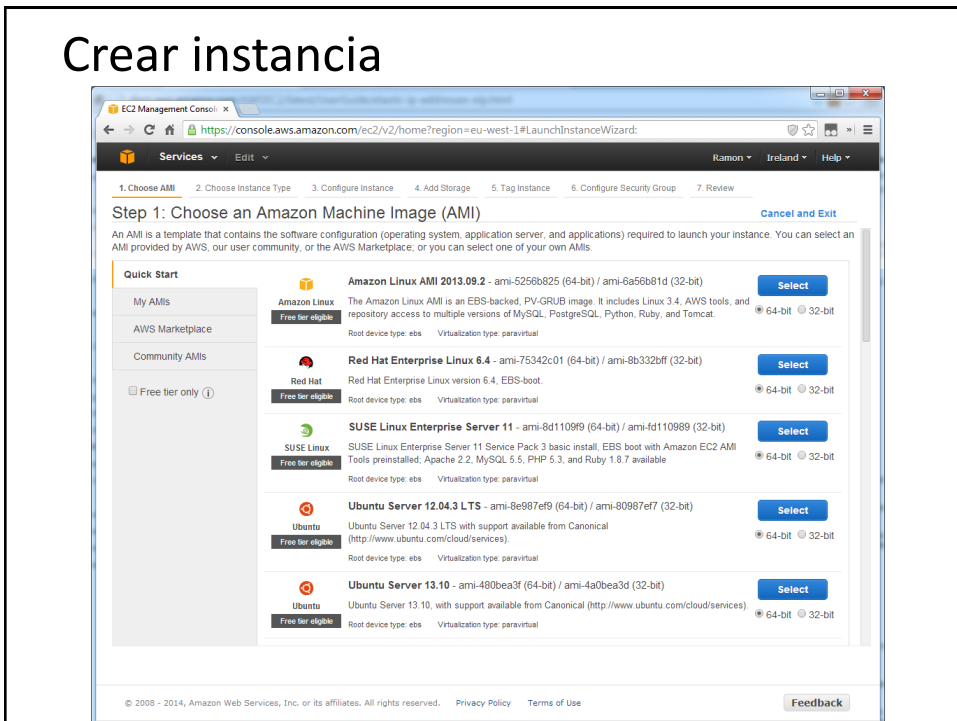 Crear instancia
EC2 Management Consol
https://console.aws.amazon.com/ec2/v2/home?region=eu-west-1#LaunchInstanceWizard:
Services Edit Ramon Ireland Help
1. Choose AMI 2. Choose Instance Type 3. Configure Instance 4. Add Storage 5. Tag Instance 6. Configure Security Group 7. Review
Step 1: Choose an Amazon Machine Image (AMI) Cancel and Exit
An AMI is a template that contains the software configuration (operating system, application server, and applications) required to launch your instance. You can select an
AMI provided by AWS, our user community, or the AWS Marketplace; or you can select one of your own AMIs.
Quick Start
My AMIs
AWS Marketplace
Community AMIs
Free tier only
Amazon Linux
Free tier eligible
Amazon Linux AMI 2013.09.2 - ami-5256b825 (64-bit) / ami-6a56b81d (32-bit)
The Amazon Linux AMI is an EBS-backed, PV-GRUB image. It includes Linux 3.4, AWS tools, and
repository access to multiple versions of MySQL, PostgreSQL, Python, Ruby, and Tomcat.
Root device type: ebs Virtualization type: paravirtual
Select
64-bit 32-bit
Red Hat
Free tier eligible
Red Hat Enterprise Linux 6.4 - ami-75342c01 (64-bit) / ami-8b332bff (32-bit)
Red Hat Enterprise Linux version 6.4, EBS-boot.
Root device type: ebs Virtualization type: paravirtual
Select
64-bit 32-bit
SUSE Linux
Free tier eligible
SUSE Linux Enterprise Server 11 - ami-8d1109f9 (64-bit) / ami-fd110989 (32-bit)
SUSE Linux Enterprise Server 11 Service Pack 3 basic install, EBS boot with Amazon EC2 AMI
Tools preinstalled; Apache 2.2, MySQL 5.5, PHP 5.3, and Ruby 1.8.7 available
Root device type: ebs Virtualization type: paravirtual
Select
64-bit 32-bit
Ubuntu
Free tier eligible
Ubuntu Server 12.04.3 LTS - ami-8e987ef9 (64-bit) / ami-80987ef7 (32-bit)
Ubuntu Server 12.04.3 LTS with support available from Canonical
(http://www.ubuntu.com/cloud/services).
Root device type: ebs Virtualization type: paravirtual
Select
64-bit 32-bit
Ubuntu
Free tier eligible
Ubuntu Server 13.10 - ami-480bea3f (64-bit) / ami-4a0bea3d (32-bit)
Ubuntu Server 13.10, with support available from Canonical (http://www.ubuntu.com/cloud/services).
Root device type: ebs Virtualization type: paravirtual
Select
64-bit 32-bit
© 2008 - 2014, Amazon Web Services, Inc. or its affiliates. All rights reserved. Privacy Policy Terms of Use Feedback